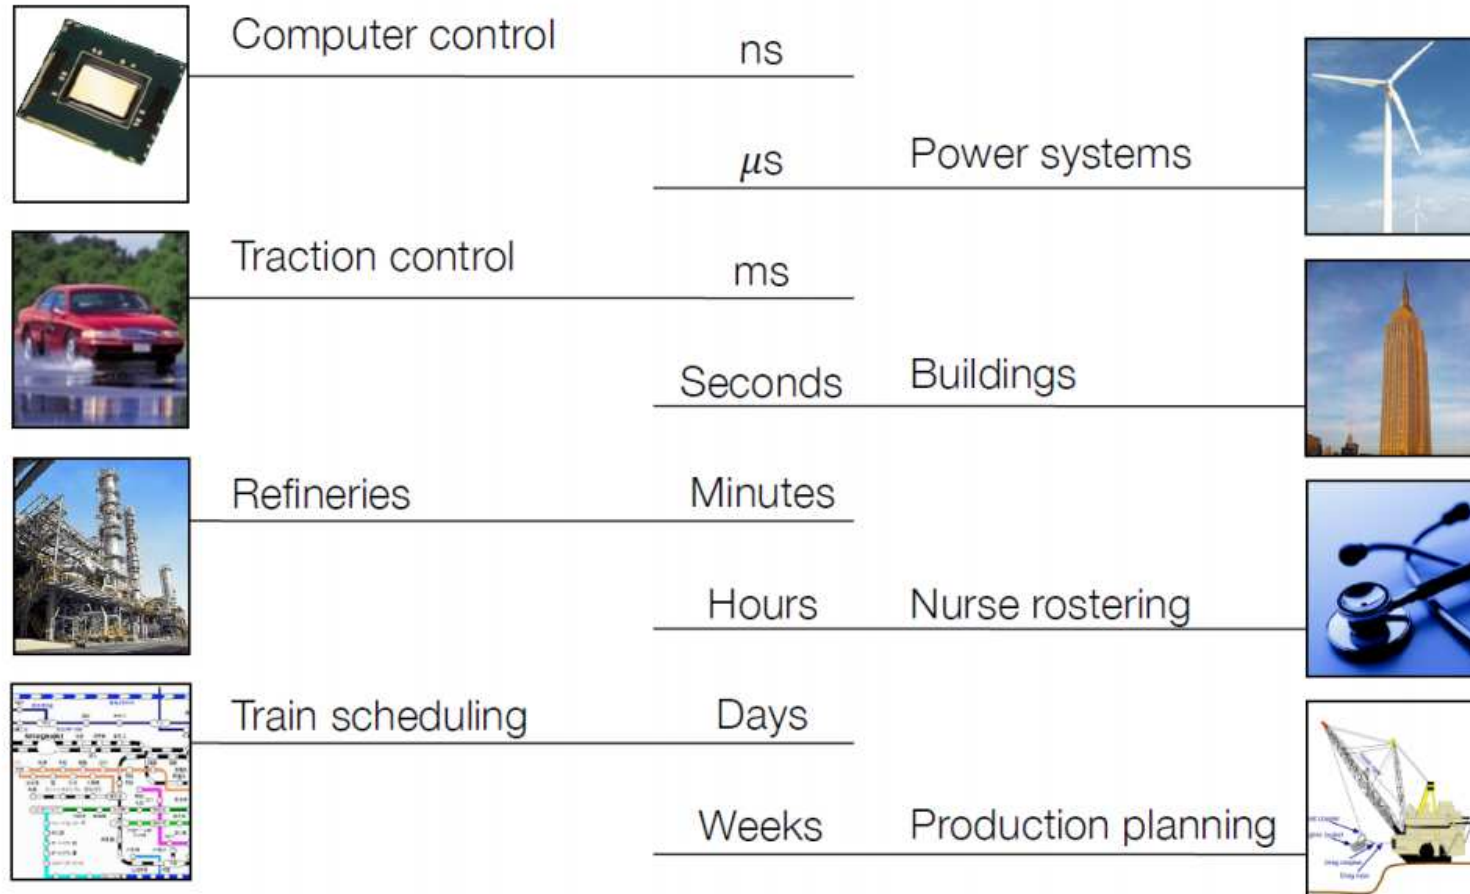 Computer control
ns
μs
Power systems
Traction control
ms
Seconds
Buildings
Refineries
Minutes
Hours
Nurse rostering
Train scheduling
Days
Weeks
Production planning